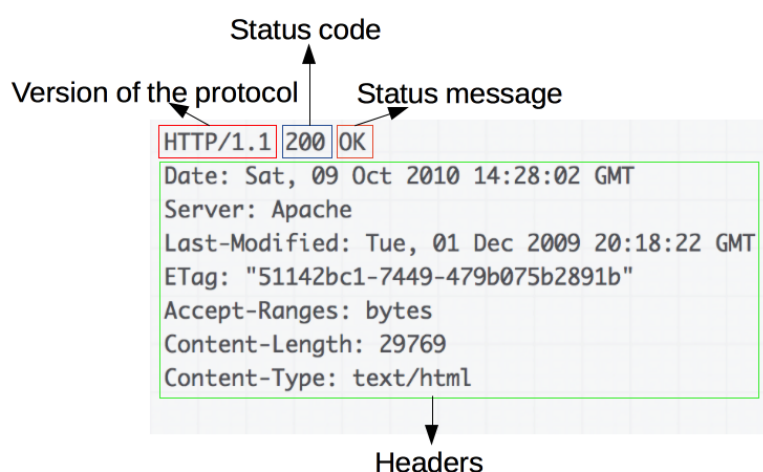 Status code
Version of the protocol
Status message
HTTP/1.1 200 OK
Date: Sat, 09 Oct 2010 14:28:02 GMT
Server: Apache
Last-Modified: Tue, 01 Dec 2009 20:18:22 GMT
ETag: "51142bc1-7449-479b075b2891b"
Accept-Ranges: bytes
Content-Length: 29769
Content-Type: text/html
Headers